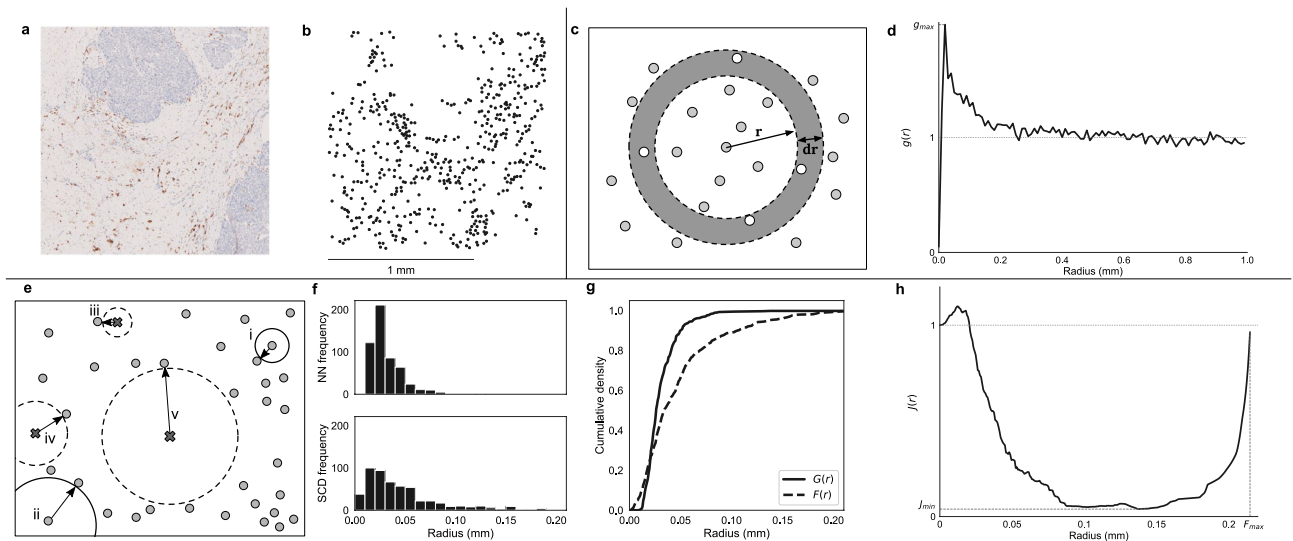 a
b
1 mm
c
r
dr
d
gmax
1
0
g(r)
0.0
0.2
0.4
0.6
0.8
1.0
Radius (mm)
e
iii
i
iv
v
ii
f
200
100
0
NN frequency
200
100
0
SCD frequency
0.00
0.05
0.10
0.15
0.20
Radius (mm)
g
1.0
0.8
0.6
0.4
0.2
0.0
Cumulative density
G(r)
F(r)
0.00
0.05
0.10
0.15
0.20
Radius (mm)
h
1
Jmin
0
J(r)
0
0.05
0.1
0.15
0.2
Fmax
Radius (mm)